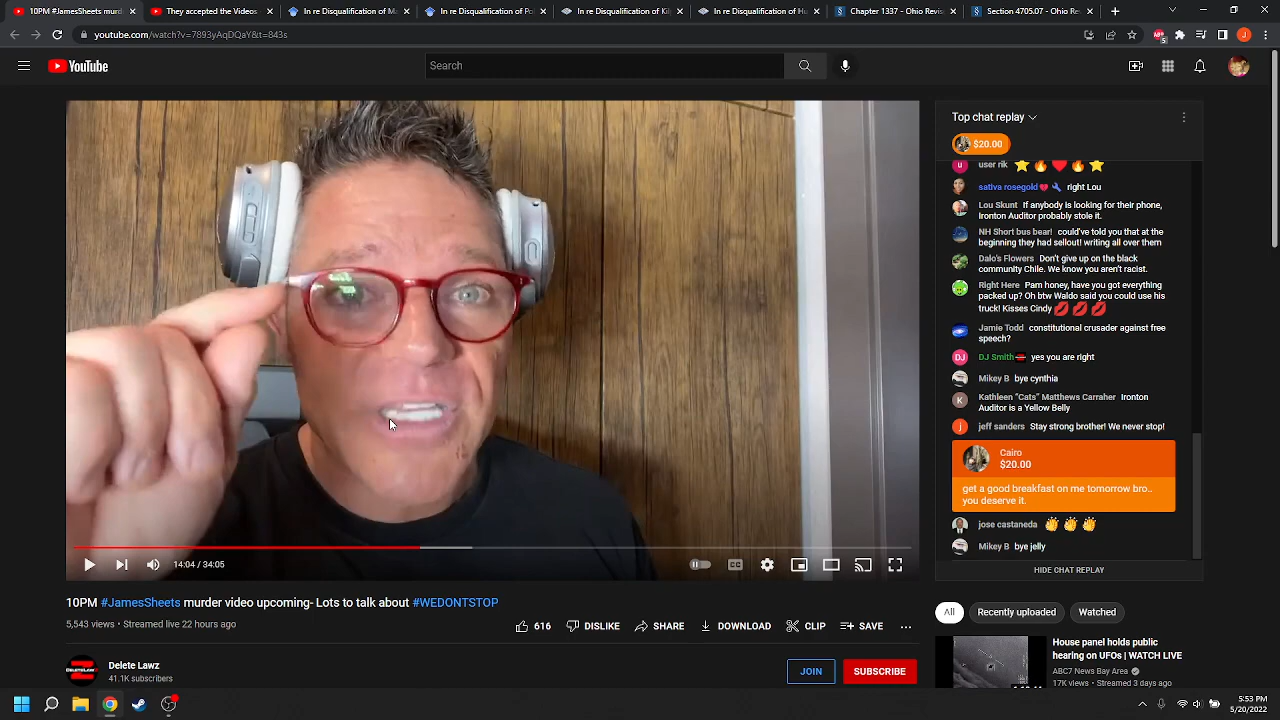 10PM #JamesSheets murd
They accepted the Videos
In re Disqualification of M
In re Disqualification of Po
In re Disqualification of Kil
In re Disqualification of Hu
Chapter 1337 - Ohio Revis
Section 4705.07 - Ohio Re
youtube.com/watch?v=7893yAqDQaY&t=843s
YouTube
Search
Top chat replay
$20.00
user rik
sativa rosegold right Lou
Lou Skunt If anybody is looking for their phone,
Ironton Auditor probably stole it.
NH Short bus bear! could've told you that at the
beginning they had sellout! writing all over them
Dalo's Flowers Don't give up on the black
community Chile. We know you aren't racist.
Right Here Pam honey, have you got everything
packed up? Oh btw Waldo said you could use his
truck! Kisses Cindy
Jamie Todd constitutional crusader against free
speech?
DJ Smith yes you are right
Mikey B bye cynthia
Kathleen "Cats" Matthews Carraher Ironton
Auditor is a Yellow Belly
jeff sanders Stay strong brother! We never stop!
Cairo
$20.00
get a good breakfast on me tomorrow bro..
you deserve it.
jose castaneda
Mikey B bye jelly
HIDE CHAT REPLAY
14:04 / 34:05
10PM #JamesSheets murder video upcoming- Lots to talk about #WEDONTSTOP
5,543 views • Streamed live 22 hours ago
616 DISLIKE SHARE DOWNLOAD CLIP SAVE
Delete Lawz
41.1K subscribers
JOIN SUBSCRIBE
All Recently uploaded Watched
House panel holds public
hearing on UFOs | WATCH LIVE
ABC7 News Bay Area
17K views • Streamed 3 days ago
5:53 PM
5/20/2022